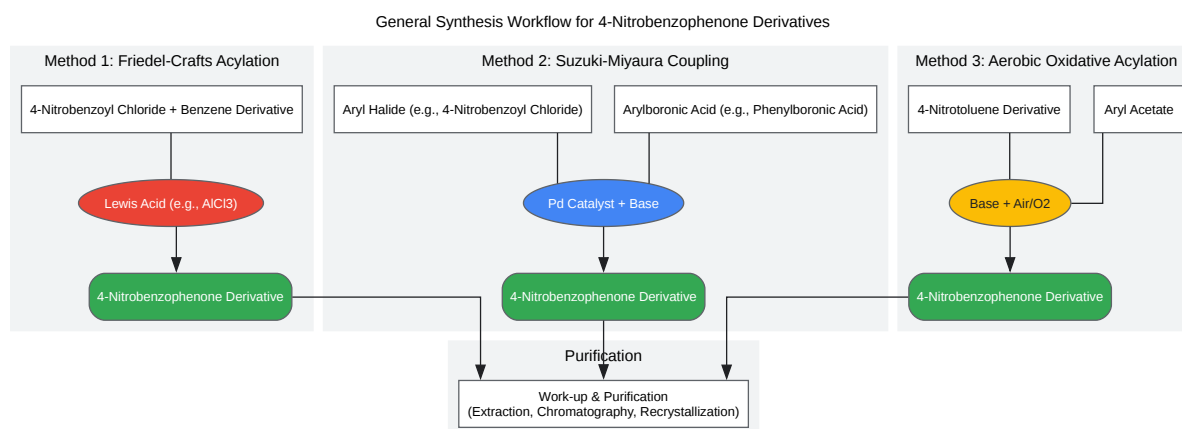 General Synthesis Workflow for 4-Nitrobenzophenone Derivatives
Method 1: Friedel-Crafts Acylation
4-Nitrobenzoyl Chloride + Benzene Derivative
Lewis Acid (e.g., AlCl3)
4-Nitrobenzophenone Derivative
Method 2: Suzuki-Miyaura Coupling
Aryl Halide (e.g., 4-Nitrobenzoyl Chloride)
Arylboronic Acid (e.g., Phenylboronic Acid)
Pd Catalyst + Base
4-Nitrobenzophenone Derivative
Method 3: Aerobic Oxidative Acylation
4-Nitrotoluene Derivative
Aryl Acetate
Base + Air/O2
4-Nitrobenzophenone Derivative
Purification
Work-up & Purification
(Extraction, Chromatography, Recrystallization)